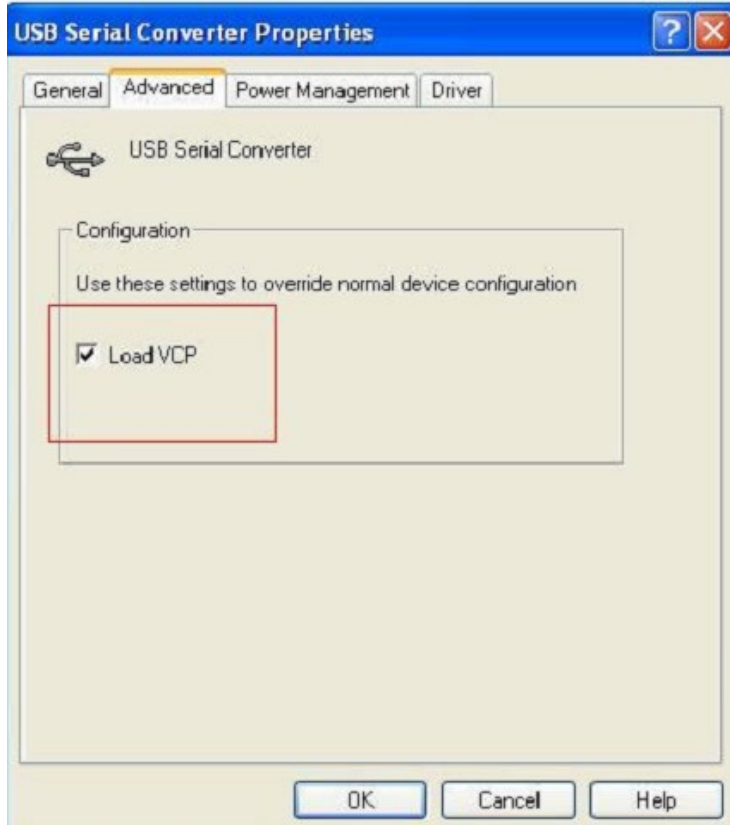 USB Serial Converter Properties
General Advanced Power Management Driver
USB Serial Converter
Configuration
Use these settings to override normal device configuration
Load VCP
OK Cancel Help